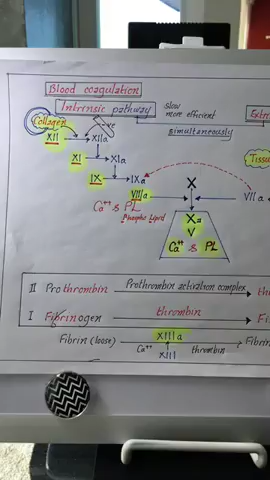 Blood coagulation
Intrinsic pathway
slow
more efficient
Extr
simultaneously
Collagen
XII XIIa
XI XIa
IX IXa
VIIIa
Ca++ & PL
Phospho Lipid
X
VIIa
Tissu
Xa
V
Ca++ & PL
II Prothrombin Prothrombin activation complex th
I Fibrinogen thrombin Fi
XIIIa
Fibrin (loose) Fibrin
Ca++ XIII thrombin